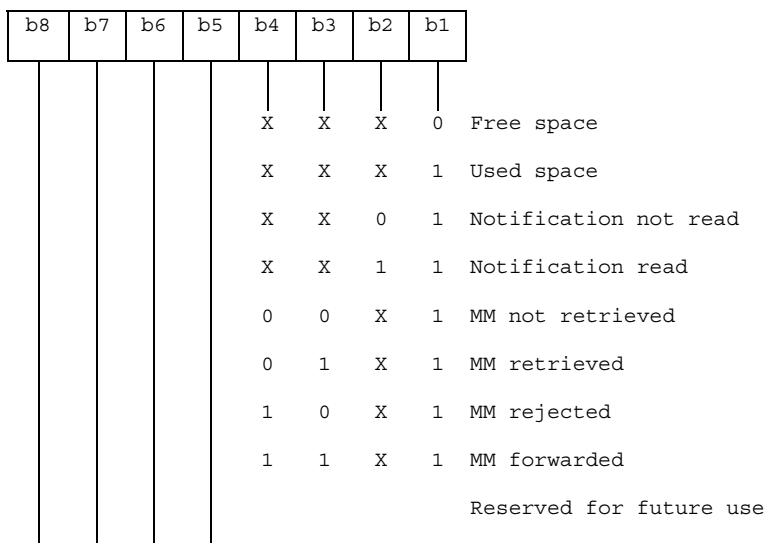 b8 b7 b6 b5 b4 b3 b2 b1
X X X 0 Free space
X X X 1 Used space
X X 0 1 Notification not read
X X 1 1 Notification read
0 0 X 1 MM not retrieved
0 1 X 1 MM retrieved
1 0 X 1 MM rejected
1 1 X 1 MM forwarded
Reserved for future use